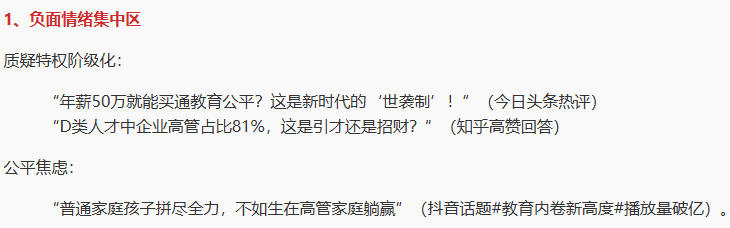 1、负面情绪集中区
质疑特权阶级化：
“年薪50万就能买通教育公平？这是新时代的‘世袭制’！”（今日头条热评）
“D类人才中企业高管占比81%，这是引才还是招财？”（知乎高赞回答）
公平焦虑：
“普通家庭孩子拼尽全力，不如生在高管家庭躺赢”（抖音话题#教育内卷新高度#播放量破亿）。